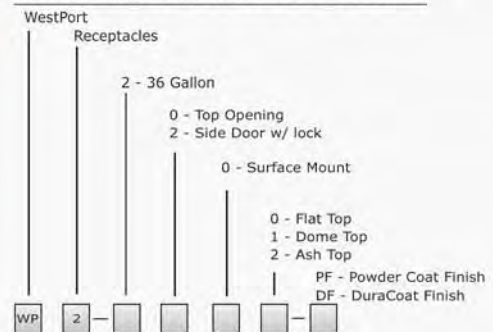 WestPort
Receptacles
2 - 36 Gallon
0 - Top Opening
2 - Side Door w/ lock
0 - Surface Mount
0 - Flat Top
1 - Dome Top
2 - Ash Top
PF - Powder Coat Finish
DF - DuraCoat Finish
WP 2 - -